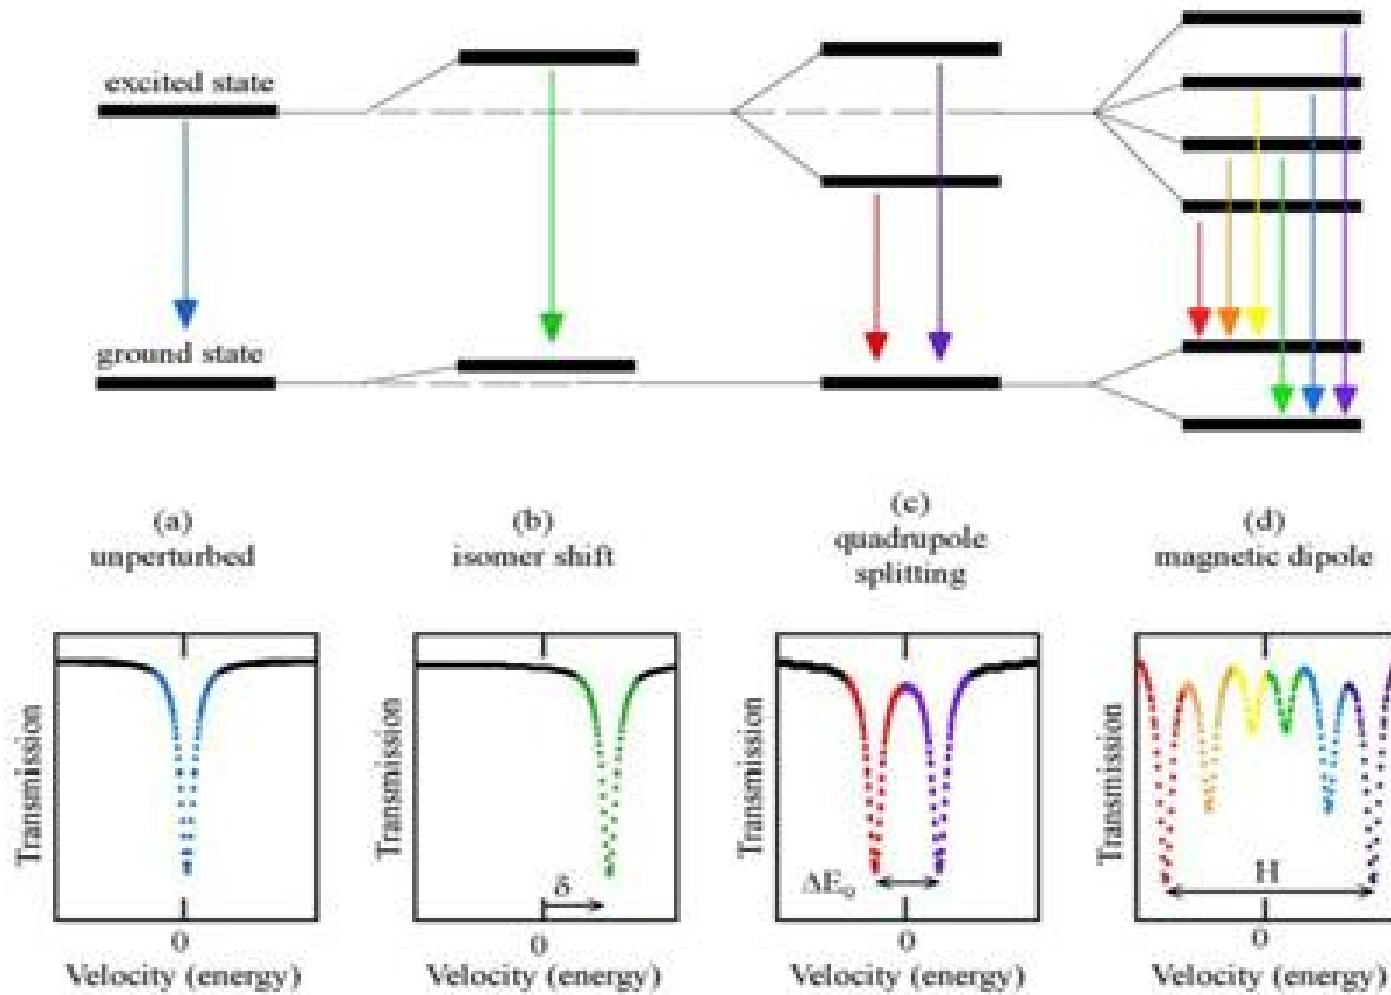 excited state
ground state
(a)
unperturbed
(b)
isomer shift
(c)
quadrupole
splitting
(d)
magnetic dipole
Transmission
0
Velocity (energy)
Transmission
δ
0
Velocity (energy)
Transmission
ΔE_Q
0
Velocity (energy)
Transmission
H
0
Velocity (energy)